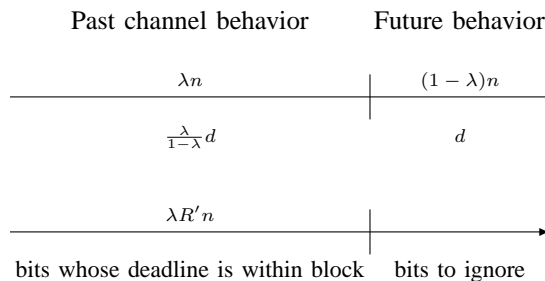 Past channel behavior Future behavior
λn (1 − λ)n
λ/(1−λ) d d
λR′n
bits whose deadline is within block bits to ignore